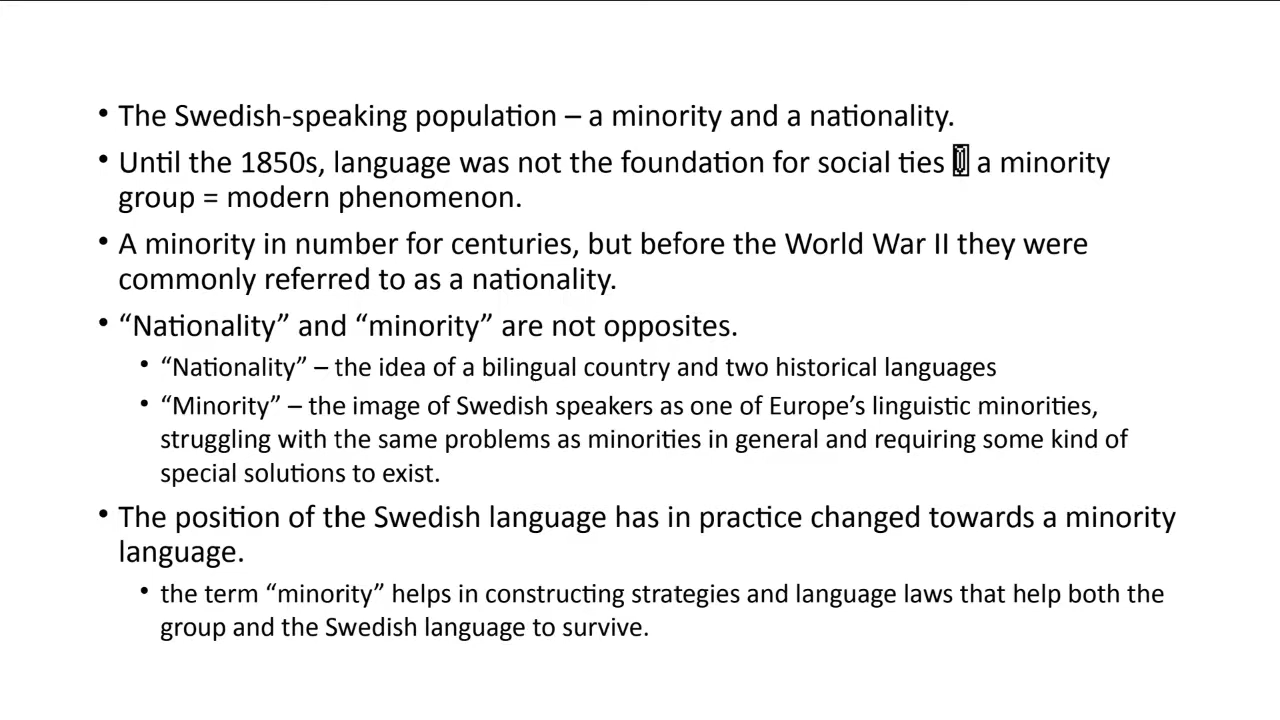 • The Swedish-speaking population – a minority and a nationality.
• Until the 1850s, language was not the foundation for social ties a minority
group = modern phenomenon.
• A minority in number for centuries, but before the World War II they were
commonly referred to as a nationality.
• “Nationality” and “minority” are not opposites.
• “Nationality” – the idea of a bilingual country and two historical languages
• “Minority” – the image of Swedish speakers as one of Europe’s linguistic minorities,
struggling with the same problems as minorities in general and requiring some kind of
special solutions to exist.
• The position of the Swedish language has in practice changed towards a minority
language.
• the term “minority” helps in constructing strategies and language laws that help both the
group and the Swedish language to survive.